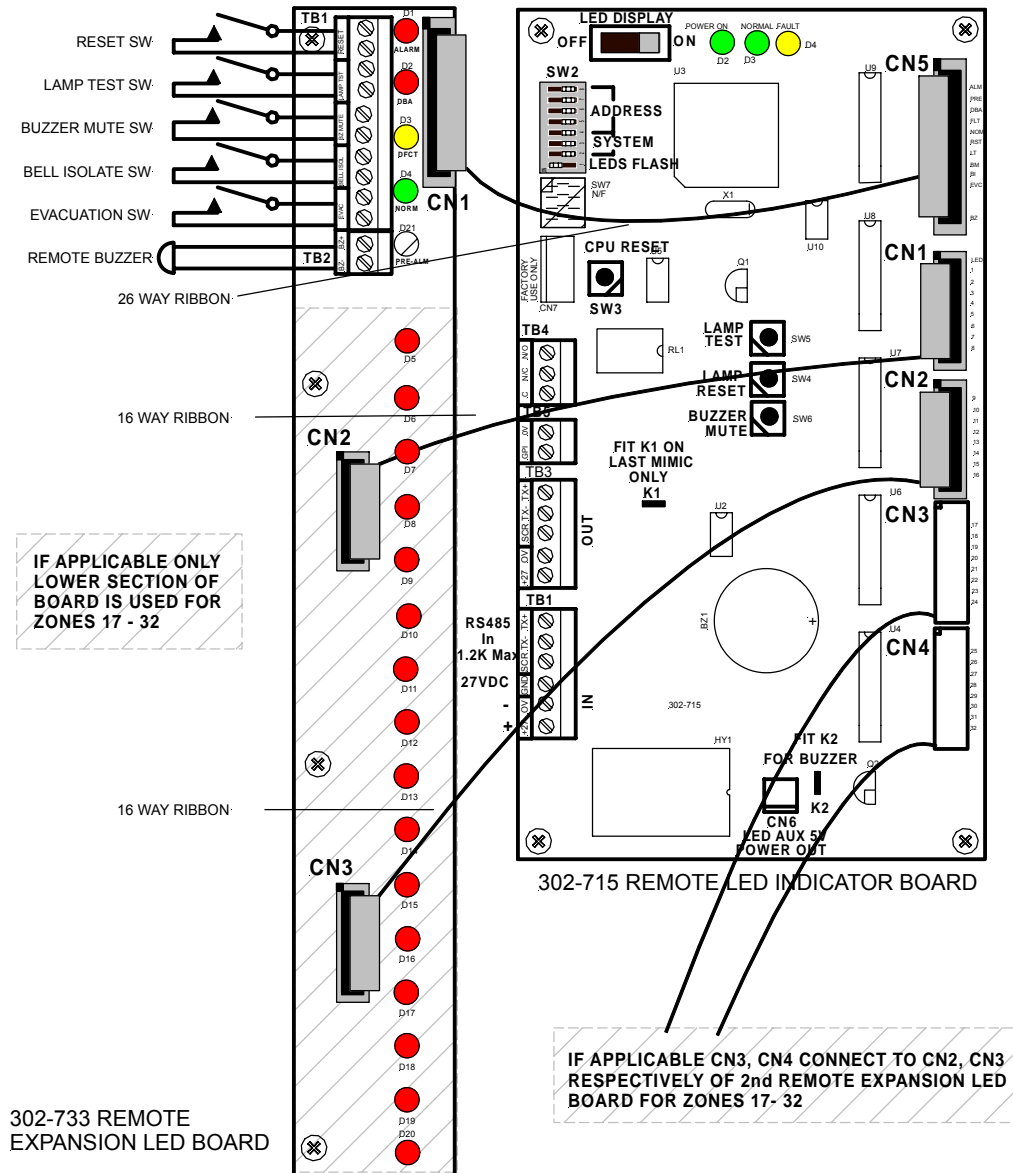 TB1
RESET SW
LAMP TEST SW
BUZZER MUTE SW
BELL ISOLATE SW
EVACUATION SW
REMOTE BUZZER
TB2
RESET
LAMP TST
BZ MUTE
BELL ISOL
EVAC
BZ+
BZ-
D1
ALARM
D2
DBA
D3
DFCT
D4
NORM
D21
PRE-ALM
CN1
26 WAY RIBBON
D5
D6
16 WAY RIBBON
CN2
D7
D8
D9
IF APPLICABLE ONLY
LOWER SECTION OF
BOARD IS USED FOR
ZONES 17 - 32
D10
D11
D12
D13
16 WAY RIBBON
D14
CN3
D15
D16
D17
D18
D19
D20
302-733 REMOTE
EXPANSION LED BOARD
LED DISPLAY
OFF
ON
POWER ON
NORMAL
FAULT
D2
D3
D4
SW2
ADDRESS
SYSTEM
LEDS FLASH
SW7
N/F
U3
U9
CN5
ALM
PRE
DBA
FLT
NOM
RST
LT
BM
BI
EVC
BZ
X1
U10
U8
CPU RESET
SW3
FACTORY
USE ONLY
CN7
Q1
CN1
LED
1
2
3
4
5
6
7
8
TB4
N/O
N/C
C
RL1
LAMP
TEST
SW5
LAMP
RESET
SW4
BUZZER
MUTE
SW6
U7
CN2
9
10
11
12
13
14
15
16
TB5
0V
GPI
FIT K1 ON
LAST MIMIC
ONLY
K1
TB3
TX+
TX-
SCR
0V
+27
OUT
U2
U6
CN3
17
18
19
20
21
22
23
24
TB1
TX+
TX-
SCR
GND
0V
IN
RS485
In
1.2K Max
27VDC
-
+
BZ1
+
U4
CN4
25
26
27
28
29
30
31
32
302-715
HY1
FIT K2
FOR BUZZER
K2
Q2
CN6
LED AUX 5V
POWER OUT
302-715 REMOTE LED INDICATOR BOARD
IF APPLICABLE CN3, CN4 CONNECT TO CN2, CN3
RESPECTIVELY OF 2nd REMOTE EXPANSION LED
BOARD FOR ZONES 17- 32